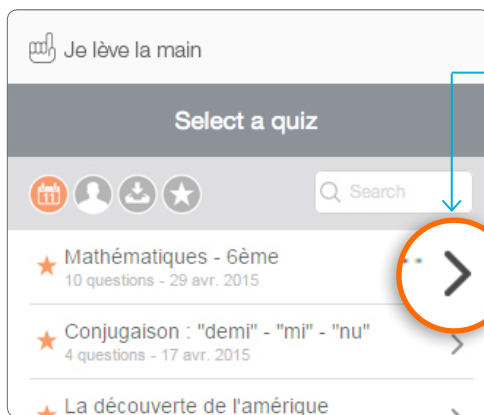 Je lève la main
Select a quiz
11
Search
Mathématiques - 6ème
10 questions - 29 avr. 2015
Conjugaison : "demi" - "mi" - "nu"
4 questions - 17 avr. 2015
La découverte de l'amérique